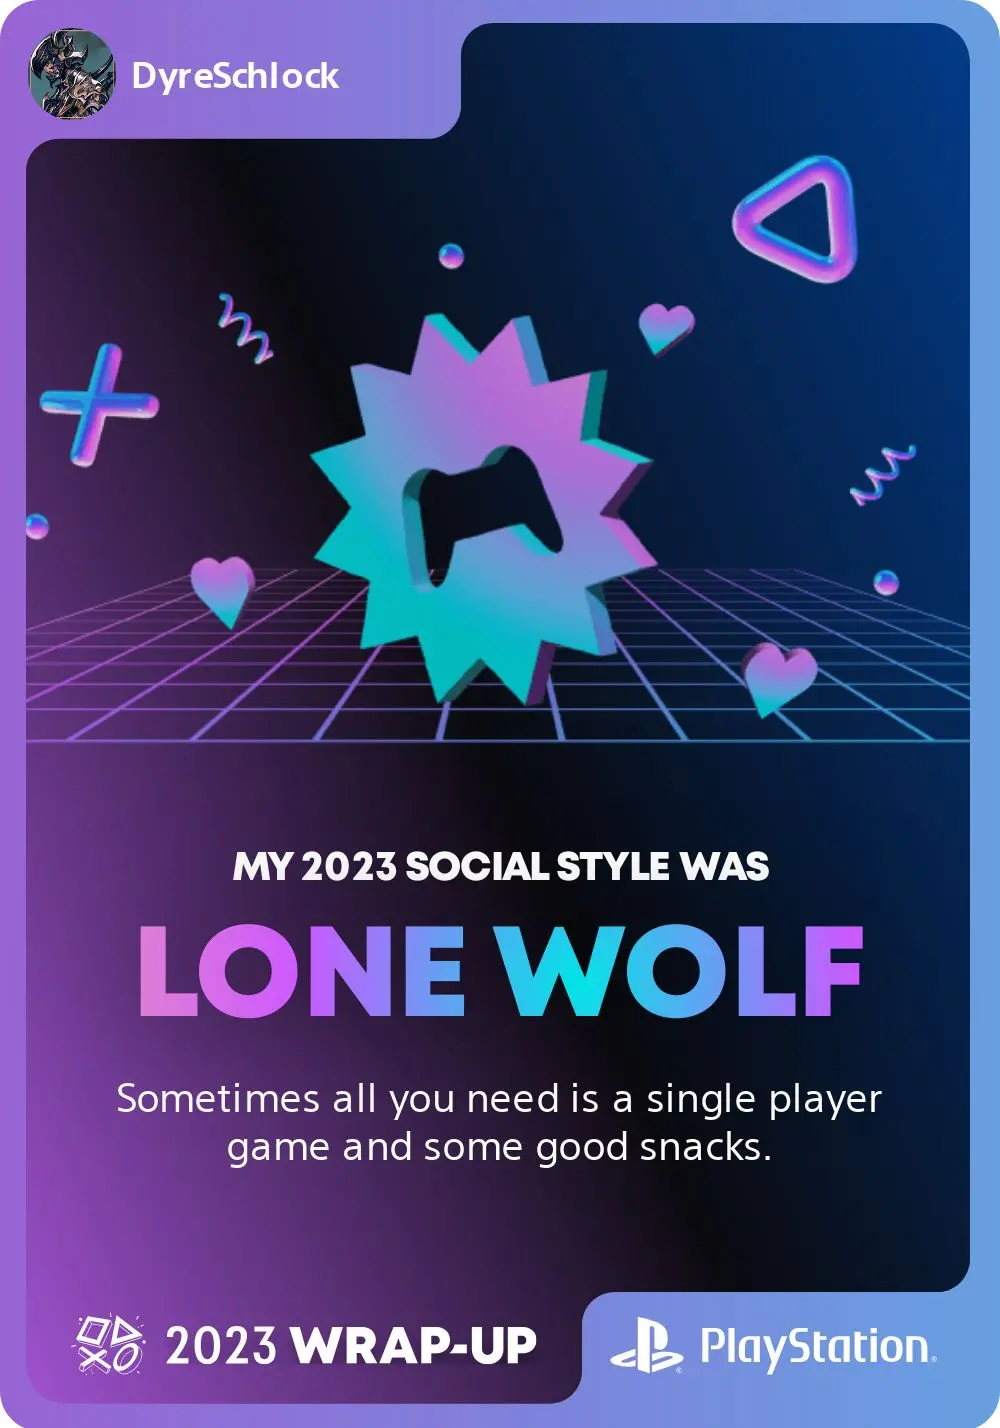 DyreSchlock
MY 2023 SOCIAL STYLE WAS
LONE WOLF
Sometimes all you need is a single player
game and some good snacks.
2023 WRAP-UP
PlayStation®